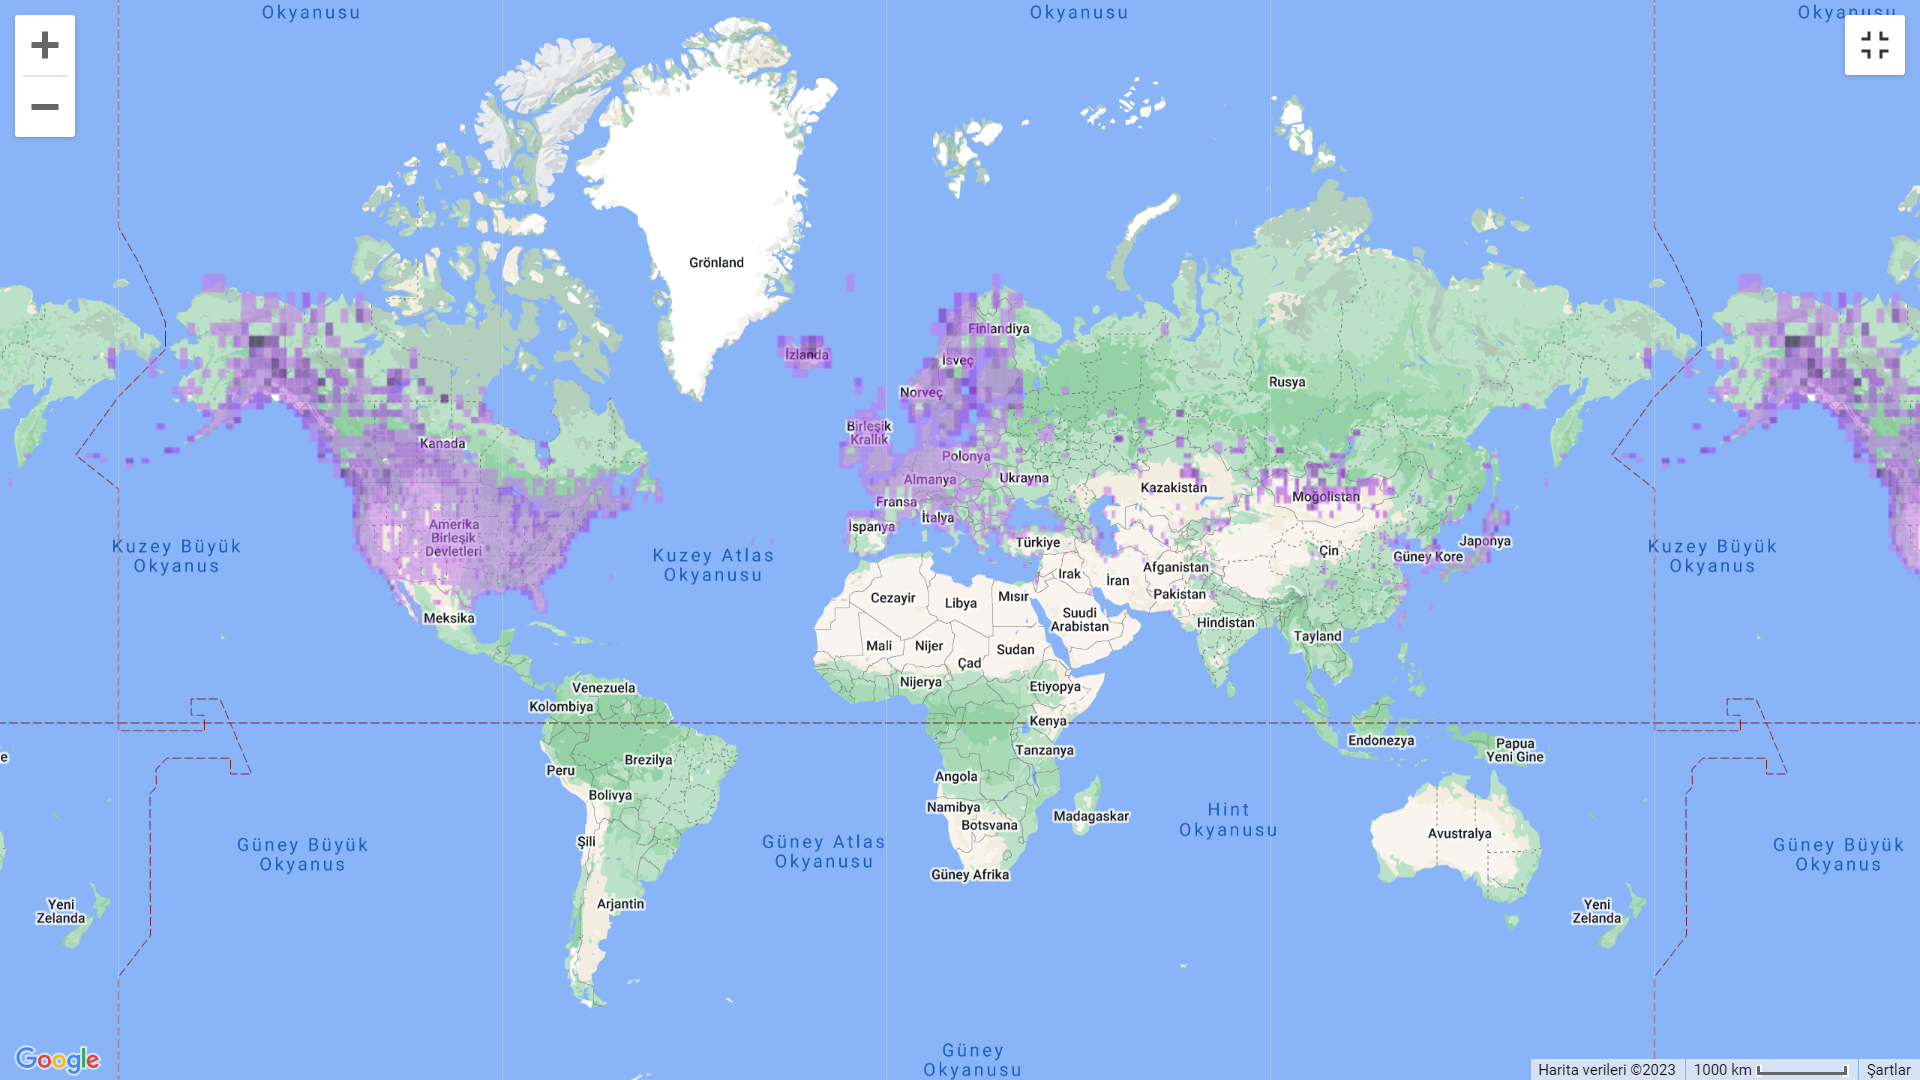 Okyanusu
Okyanusu
Okyanusu
Grönland
İzlanda
Finlandiya
İsveç
Norveç
Rusya
Birleşik
Krallık
Kanada
Polonya
Almanya
Ukrayna
Kazakistan
Moğolistan
Fransa
İtalya
İspanya
Türkiye
Amerika
Birleşik
Devletleri
Kuzey Büyük
Okyanus
Kuzey Atlas
Okyanusu
Çin
Güney Kore
Japonya
Kuzey Büyük
Okyanus
Irak
İran
Afganistan
Pakistan
Cezayir
Libya
Mısır
Suudi
Arabistan
Hindistan
Meksika
Tayland
Mali
Nijer
Çad
Sudan
Nijerya
Etiyopya
Venezuela
Kolombiya
Kenya
Endonezya
Papua
Yeni Gine
e
Tanzanya
Brezilya
Peru
Angola
Bolivya
Namibya
Botsvana
Madagaskar
Hint
Okyanusu
Avustralya
Güney Büyük
Okyanus
Şili
Güney Atlas
Okyanusu
Güney Büyük
Okyanus
Güney Afrika
Yeni
Zelanda
Arjantin
Yeni
Zelanda
Güney
Okyanusu
Google
Harita verileri ©2023
1000 km
Şartlar